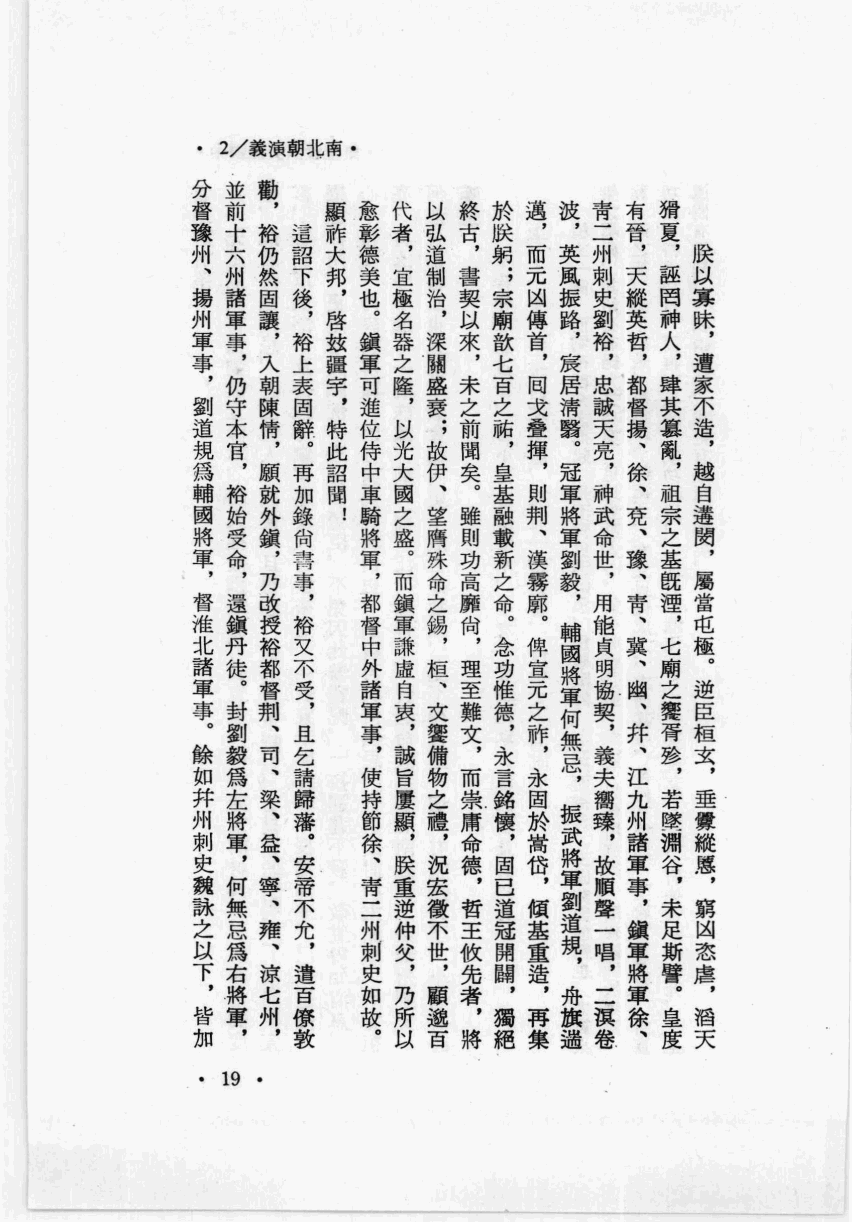 ·2／義演朝北南·
朕以寡昧，遭家不造，越自遘閔，屬當屯極。逆臣桓玄，垂釁縱慝，窮凶恣虐，滔天
猾夏，誣罔神人，肆其篡亂，祖宗之基旣湮，七廟之饗胥殄，若墜淵谷，未足斯譬。皇度
有晉，天縱英哲，都督揚、徐、兗、豫、靑、冀、幽、幷、江九州諸軍事，鎭軍將軍徐、
靑二州刺史劉裕，忠誠天亮，神武命世，用能貞明協契，義夫嚮臻，故順聲一唱，二溟卷
波，英風振路，宸居淸翳。冠軍將軍劉毅，輔國將軍何無忌，振武將軍劉道規，舟旗遄
邁，而元凶傳首，囘戈疊揮，則荆、漢霧廓。俾宣元之祚，永固於嵩岱，傾基重造，再集
於朕躬；宗廟歆七百之祐，皇基融載新之命。念功惟德，永言銘懷，固已道冠開闢，獨絕
終古，書契以來，未之前聞矣。雖則功高靡尙，理至難文，而崇庸命德，哲王攸先者，將
以弘道制治，深關盛衰；故伊、望膺殊命之錫，桓、文饗備物之禮，況宏徵不世，顧邈百
代者，宜極名器之隆，以光大國之盛。而鎭軍謙虛自衷，誠旨屢顯，朕重逆仲父，乃所以
愈彰德美也。鎭軍可進位侍中車騎將軍，都督中外諸軍事，使持節徐、靑二州刺史如故。
顯祚大邦，啓玆疆宇，特此詔聞！
這詔下後，裕上表固辭。再加錄尙書事，裕又不受，且乞請歸藩。安帝不允，遣百僚敦
勸，裕仍然固讓，入朝陳情，願就外鎭，乃改授裕都督荆、司、梁、益、寧、雍、涼七州，
並前十六州諸軍事，仍守本官，裕始受命，還鎭丹徒。封劉毅爲左將軍，何無忌爲右將軍，
分督豫州、揚州軍事，劉道規爲輔國將軍，督淮北諸軍事。餘如幷州刺史魏詠之以下，皆加
·19·